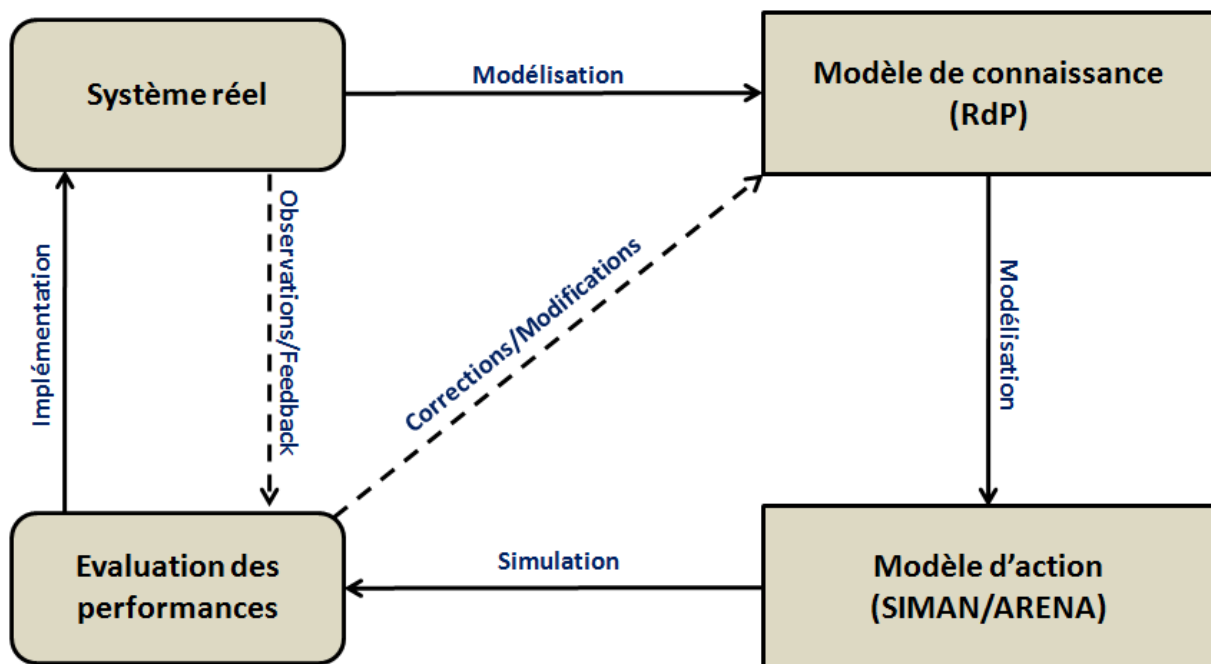 Système réel
Modélisation
Modèle de connaissance
(RdP)
Implémentation
Observations/Feedback
Corrections/Modifications
Modélisation
Evaluation des
performances
Simulation
Modèle d'action
(SIMAN/ARENA)